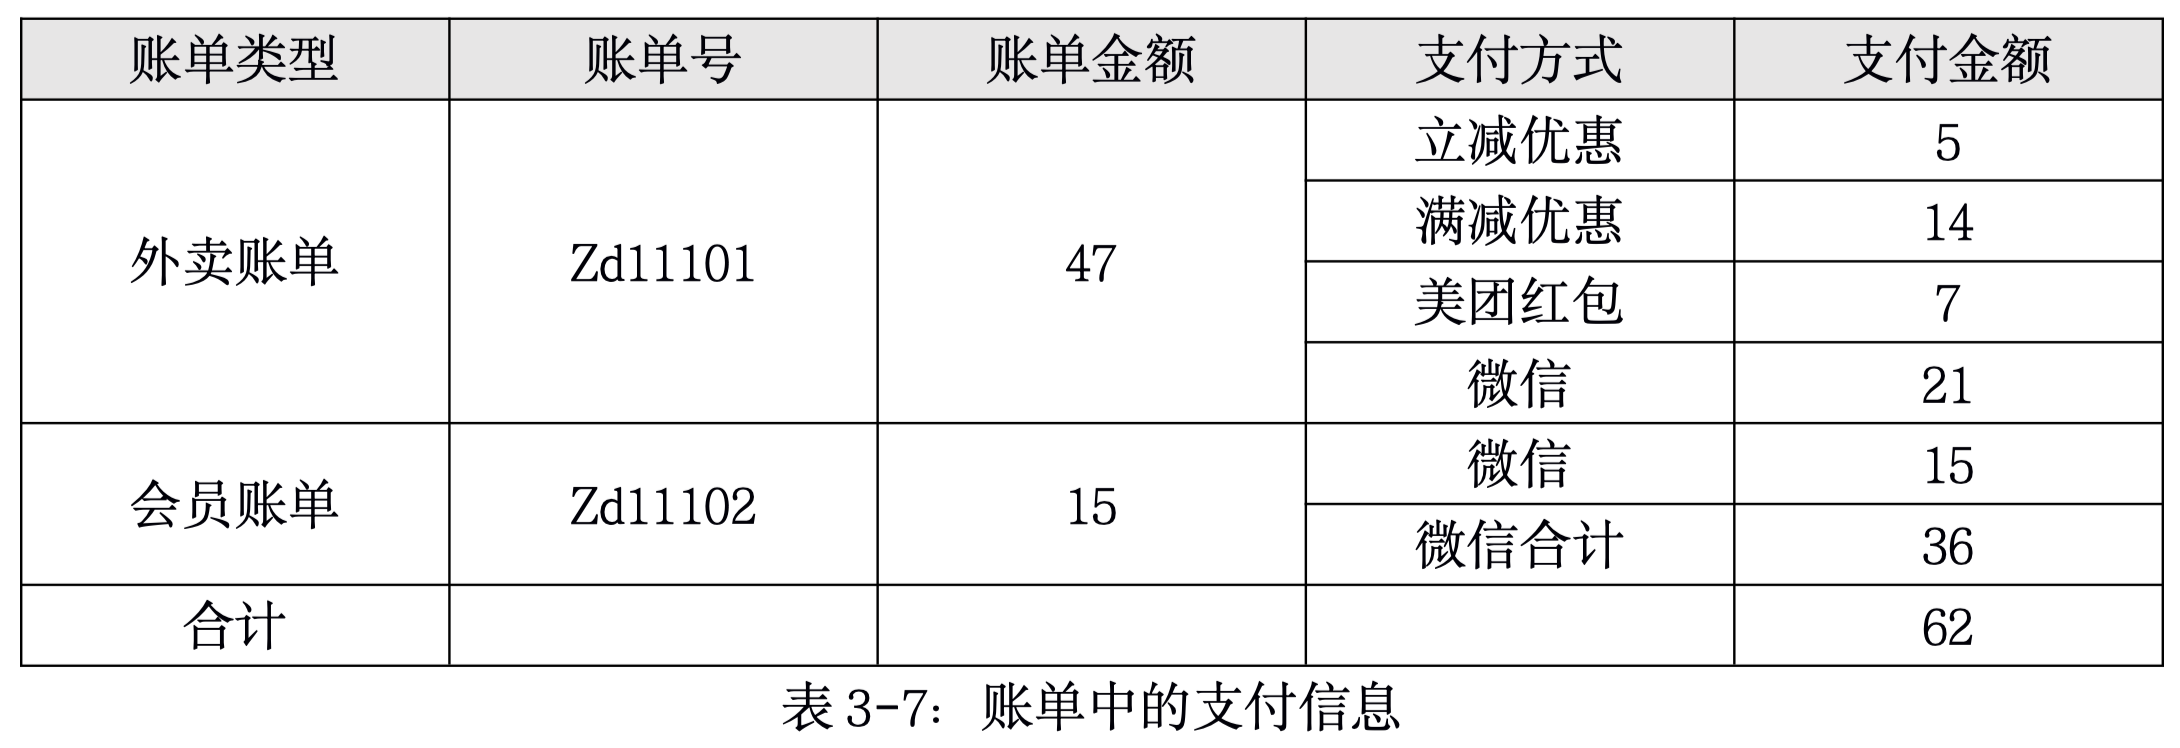 账单类型 账单号 账单金额 支付方式 支付金额
立减优惠 5
满减优惠 14
外卖账单 Zd11101 47
美团红包 7
微信 21
微信 15
会员账单 Zd11102 15
微信合计 36
合计 62
表 3-7: 账单中的支付信息